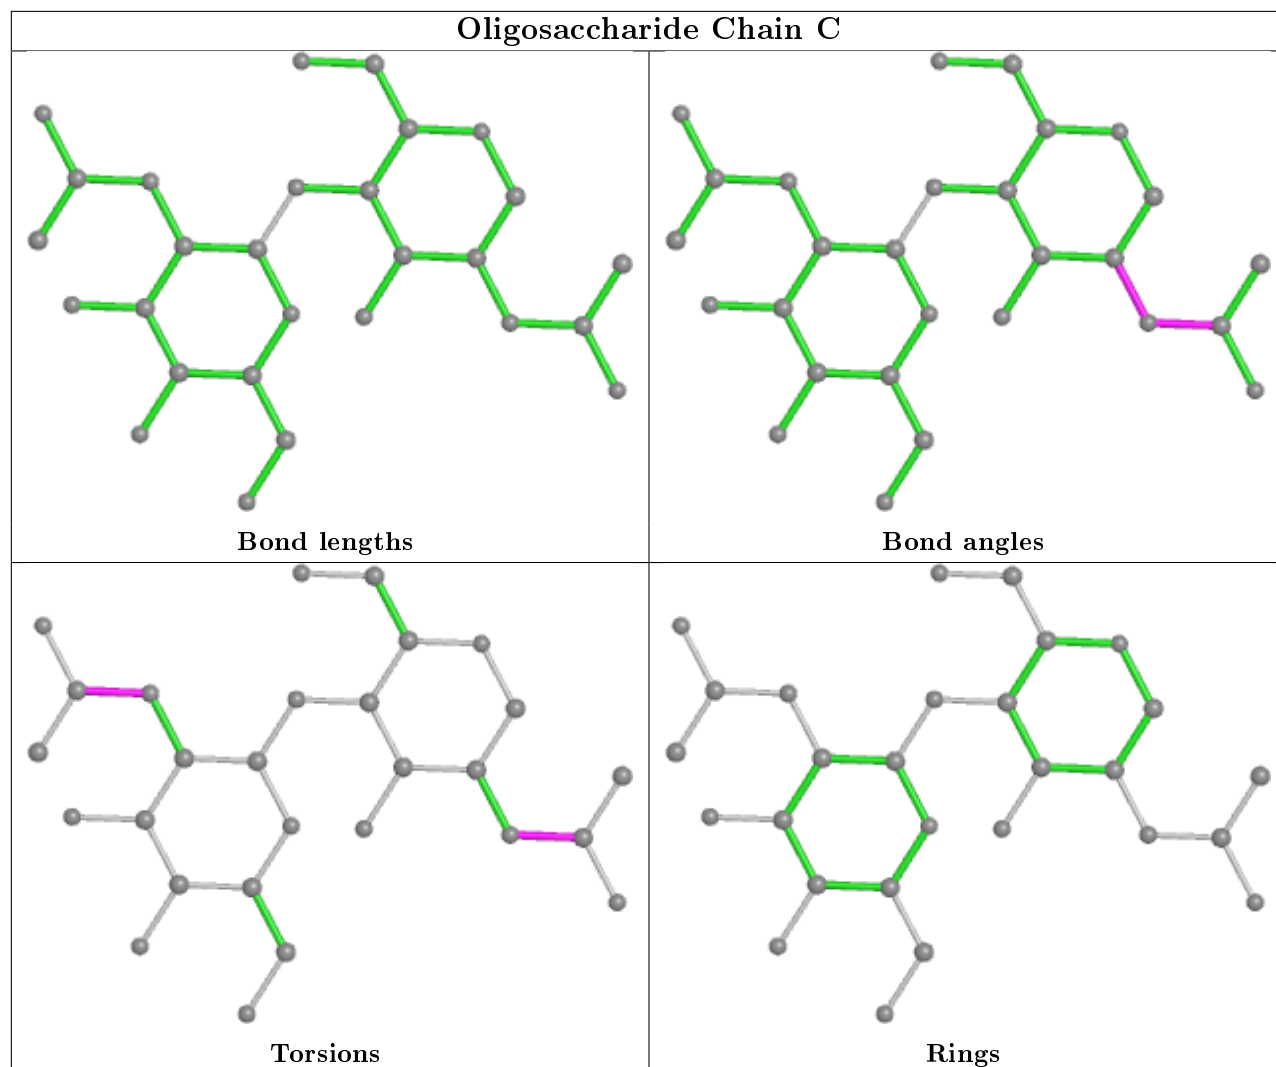 Oligosaccharide Chain C
Bond lengths
Bond angles
Torsions
Rings